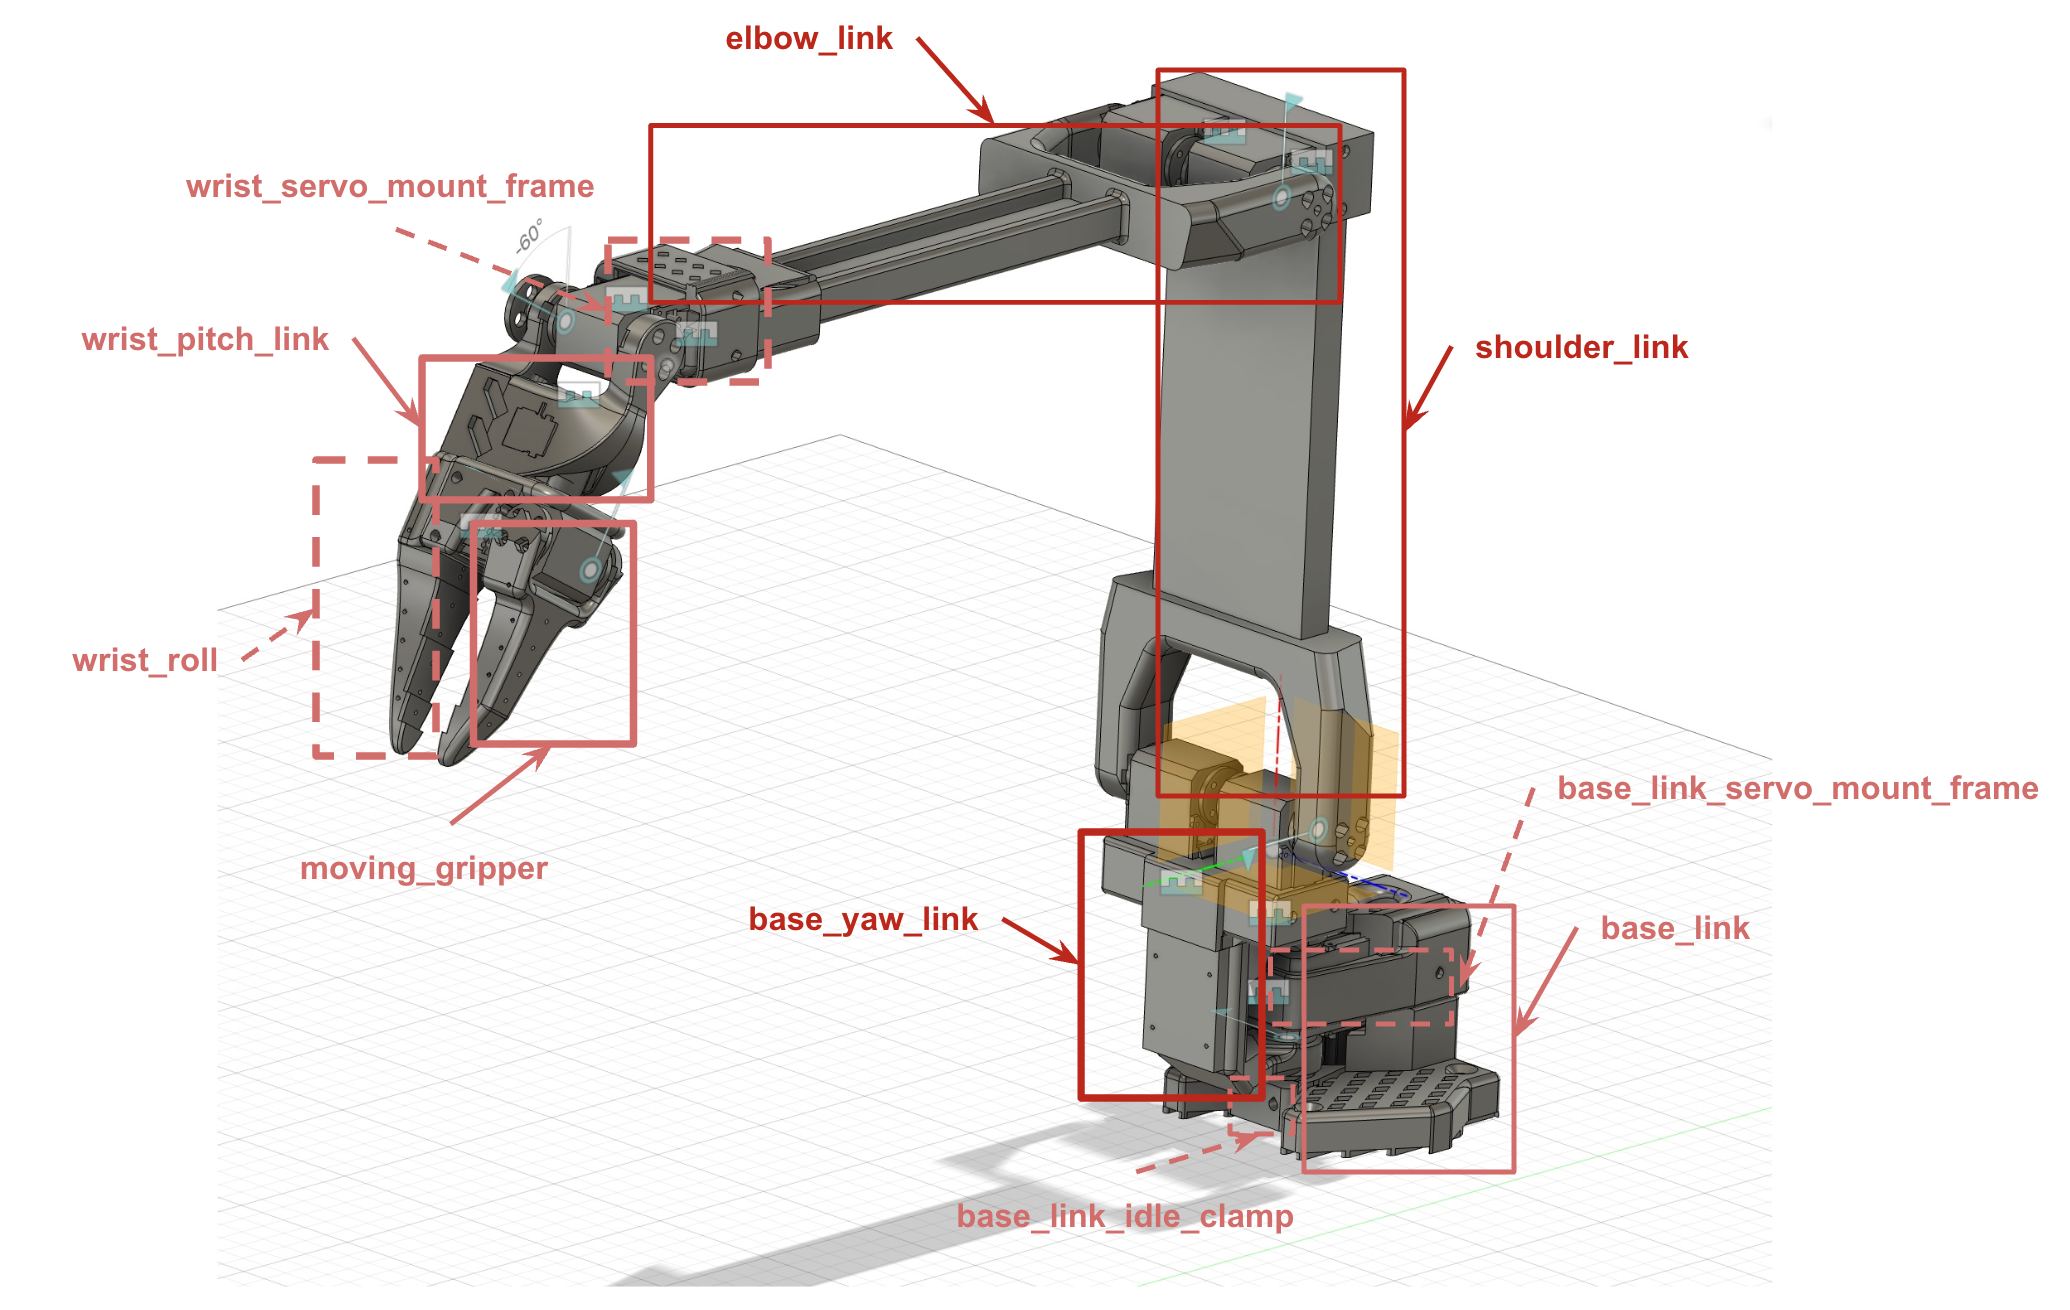 elbow_link
wrist_servo_mount_frame
-60°
wrist_pitch_link
shoulder_link
wrist_roll
base_link_servo_mount_frame
moving_gripper
base_yaw_link
base_link
base_link_idle_clamp